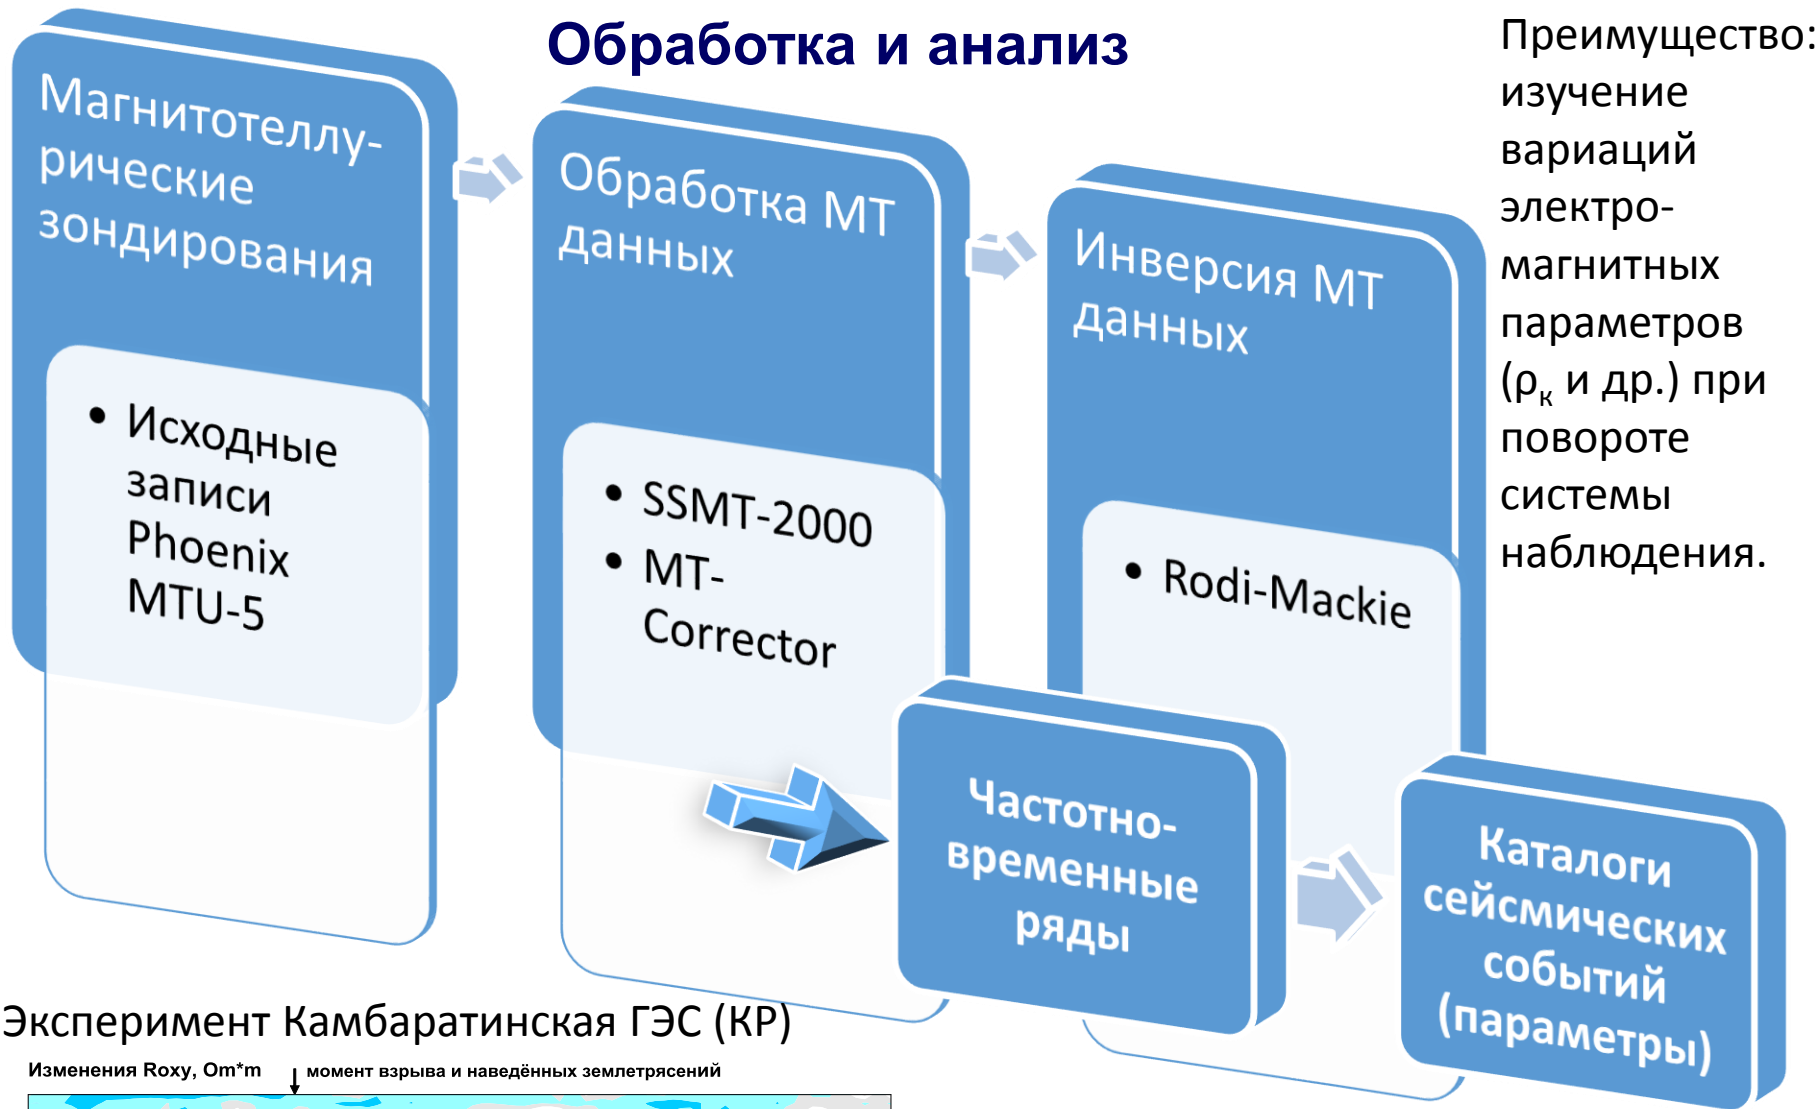 Обработка и анализ
Магнитотеллу-
рические
зондирования
• Исходные
записи
Phoenix
MTU-5
Обработка МТ
данных
• SSMT-2000
• MT-
Corrector
Инверсия МТ
данных
• Rodi-Mackie
Преимущество:
изучение
вариаций
электро-
магнитных
параметров
(ρк и др.) при
повороте
системы
наблюдения.
Частотно-
временные
ряды
Каталоги
сейсмических
событий
(параметры)
Эксперимент Камбаратинская ГЭС (КР)
Изменения Roxy, Om*m
момент взрыва и наведённых землетрясений